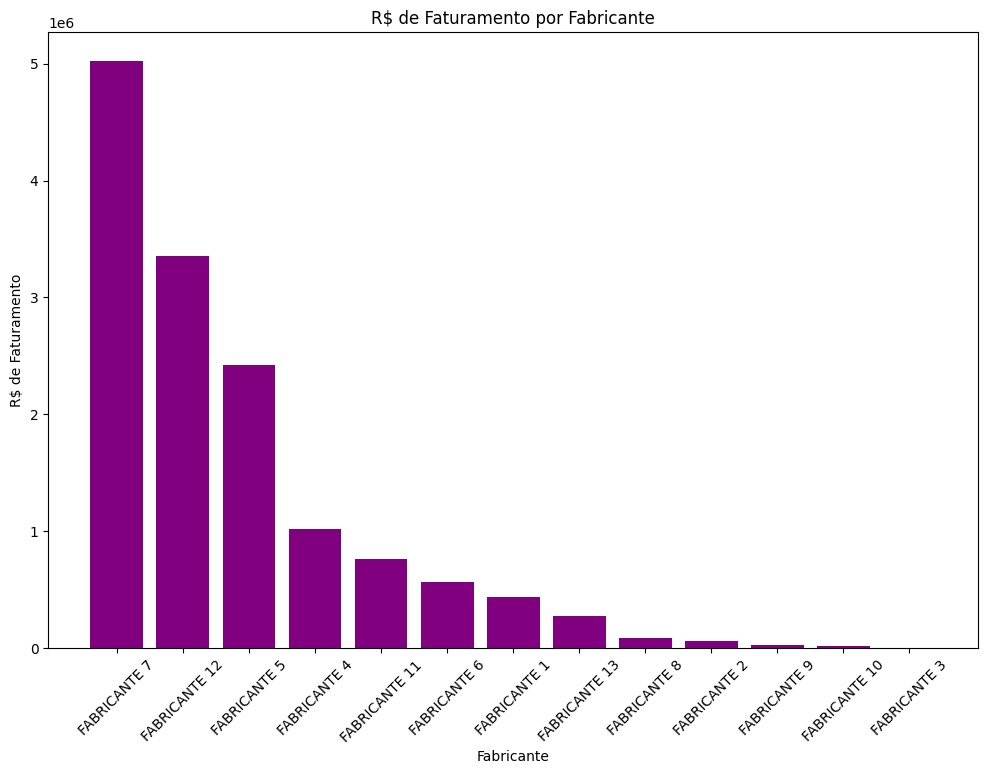 R$ de Faturamento por Fabricante
1e6
5
4
3
2
1
0
R$ de Faturamento
FABRICANTE 7
FABRICANTE 12
FABRICANTE 5
FABRICANTE 4
FABRICANTE 11
FABRICANTE 6
FABRICANTE 1
FABRICANTE 13
FABRICANTE 8
FABRICANTE 2
FABRICANTE 9
FABRICANTE 10
FABRICANTE 3
Fabricante